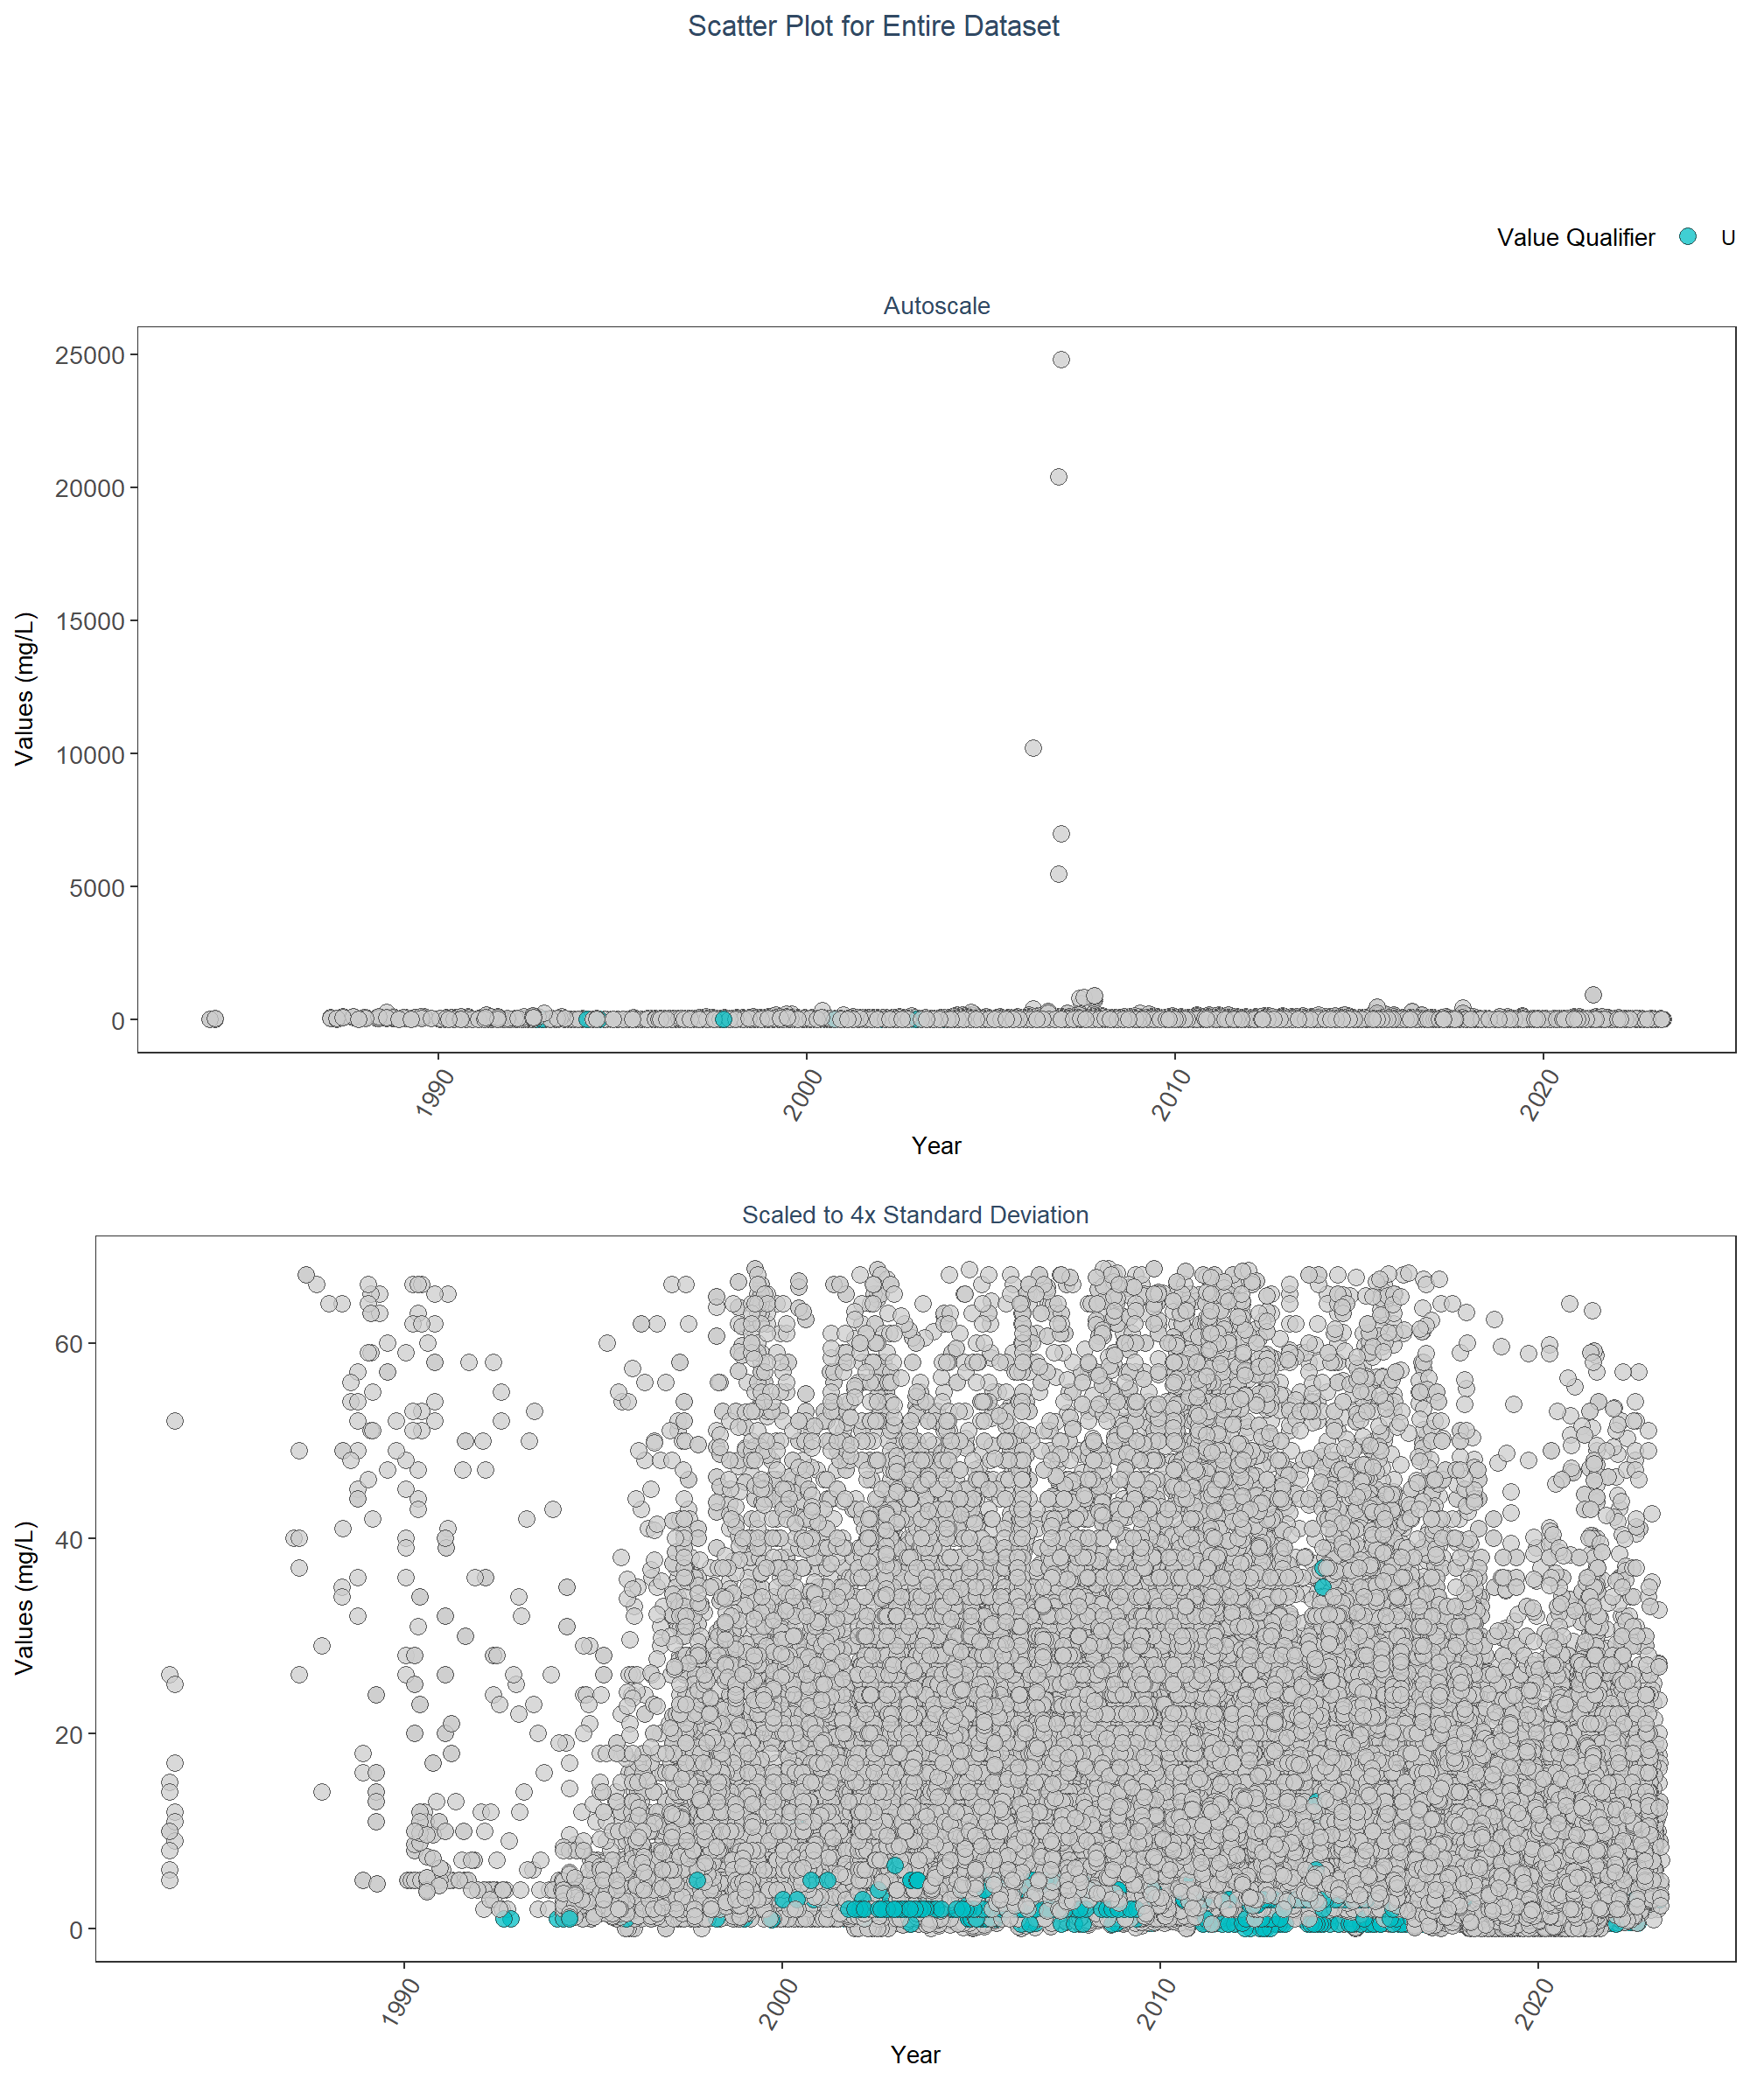 Scatter Plot for Entire Dataset
Value Qualifier U
Autoscale
25000
20000
15000
10000
5000
0
Values (mg/L)
1990 2000 2010 2020
Year
Scaled to 4x Standard Deviation
60
40
20
0
Values (mg/L)
1990 2000 2010 2020
Year